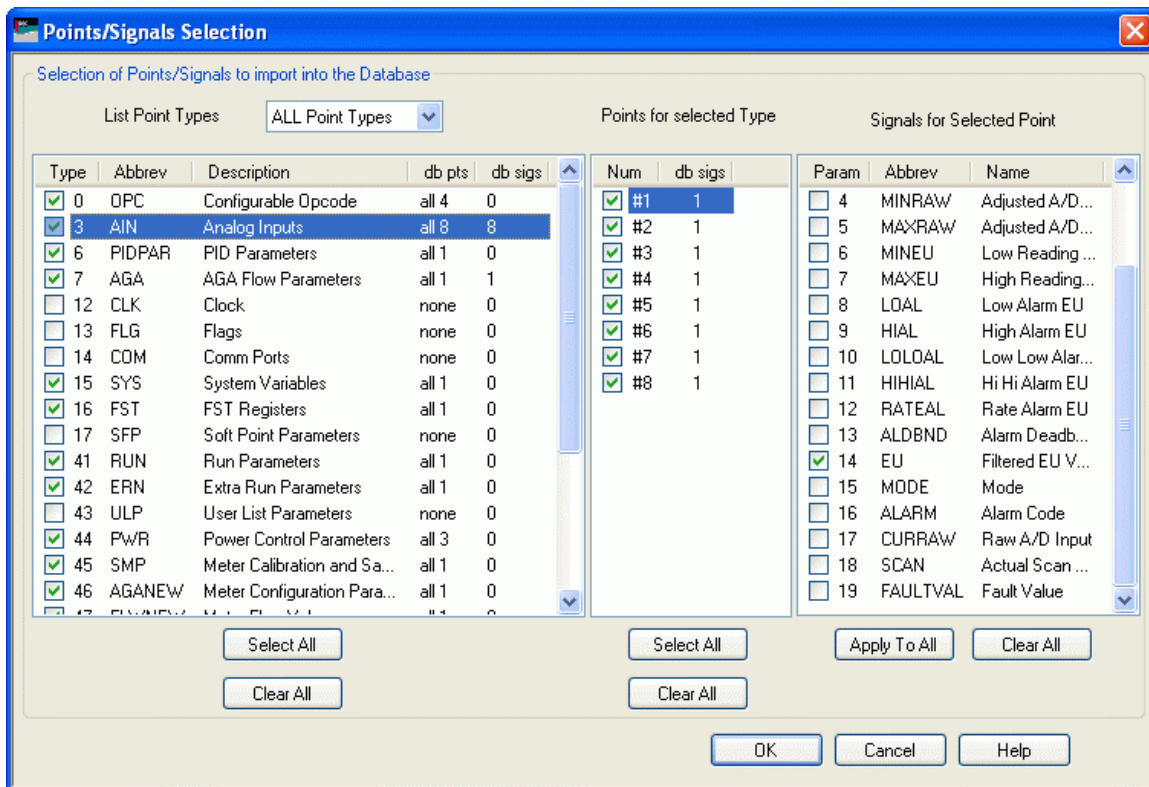 Points/Signals Selection
Selection of Points/Signals to import into the Database
List Point Types ALL Point Types Points for selected Type Signals for Selected Point
Type Abbrev Description db pts db sigs
0 OPC Configurable Opcode all 4 0
3 AIN Analog Inputs all 8 8
6 PIDPAR PID Parameters all 1 0
7 AGA AGA Flow Parameters all 1 1
12 CLK Clock none 0
13 FLG Flags none 0
14 COM Comm Ports none 0
15 SYS System Variables all 1 0
16 FST FST Registers all 1 0
17 SFP Soft Point Parameters none 0
41 RUN Run Parameters all 1 0
42 ERN Extra Run Parameters all 1 0
43 ULP User List Parameters none 0
44 PWR Power Control Parameters all 3 0
45 SMP Meter Calibration and Sa... all 1 0
46 AGANEW Meter Configuration Para... all 1 0
Select All
Clear All
Num db sigs
#1 1
#2 1
#3 1
#4 1
#5 1
#6 1
#7 1
#8 1
Select All
Clear All
Param Abbrev Name
4 MINRAW Adjusted A/D...
5 MAXRAW Adjusted A/D...
6 MINEU Low Reading ...
7 MAXEU High Reading...
8 LOAL Low Alarm EU
9 HIAL High Alarm EU
10 LOLOAL Low Low Alar...
11 HIHIAL Hi Hi Alarm EU
12 RATEAL Rate Alarm EU
13 ALDBND Alarm Deadb...
14 EU Filtered EU V...
15 MODE Mode
16 ALARM Alarm Code
17 CURRAW Raw A/D Input
18 SCAN Actual Scan ...
19 FAULTVAL Fault Value
Apply To All Clear All
OK Cancel Help